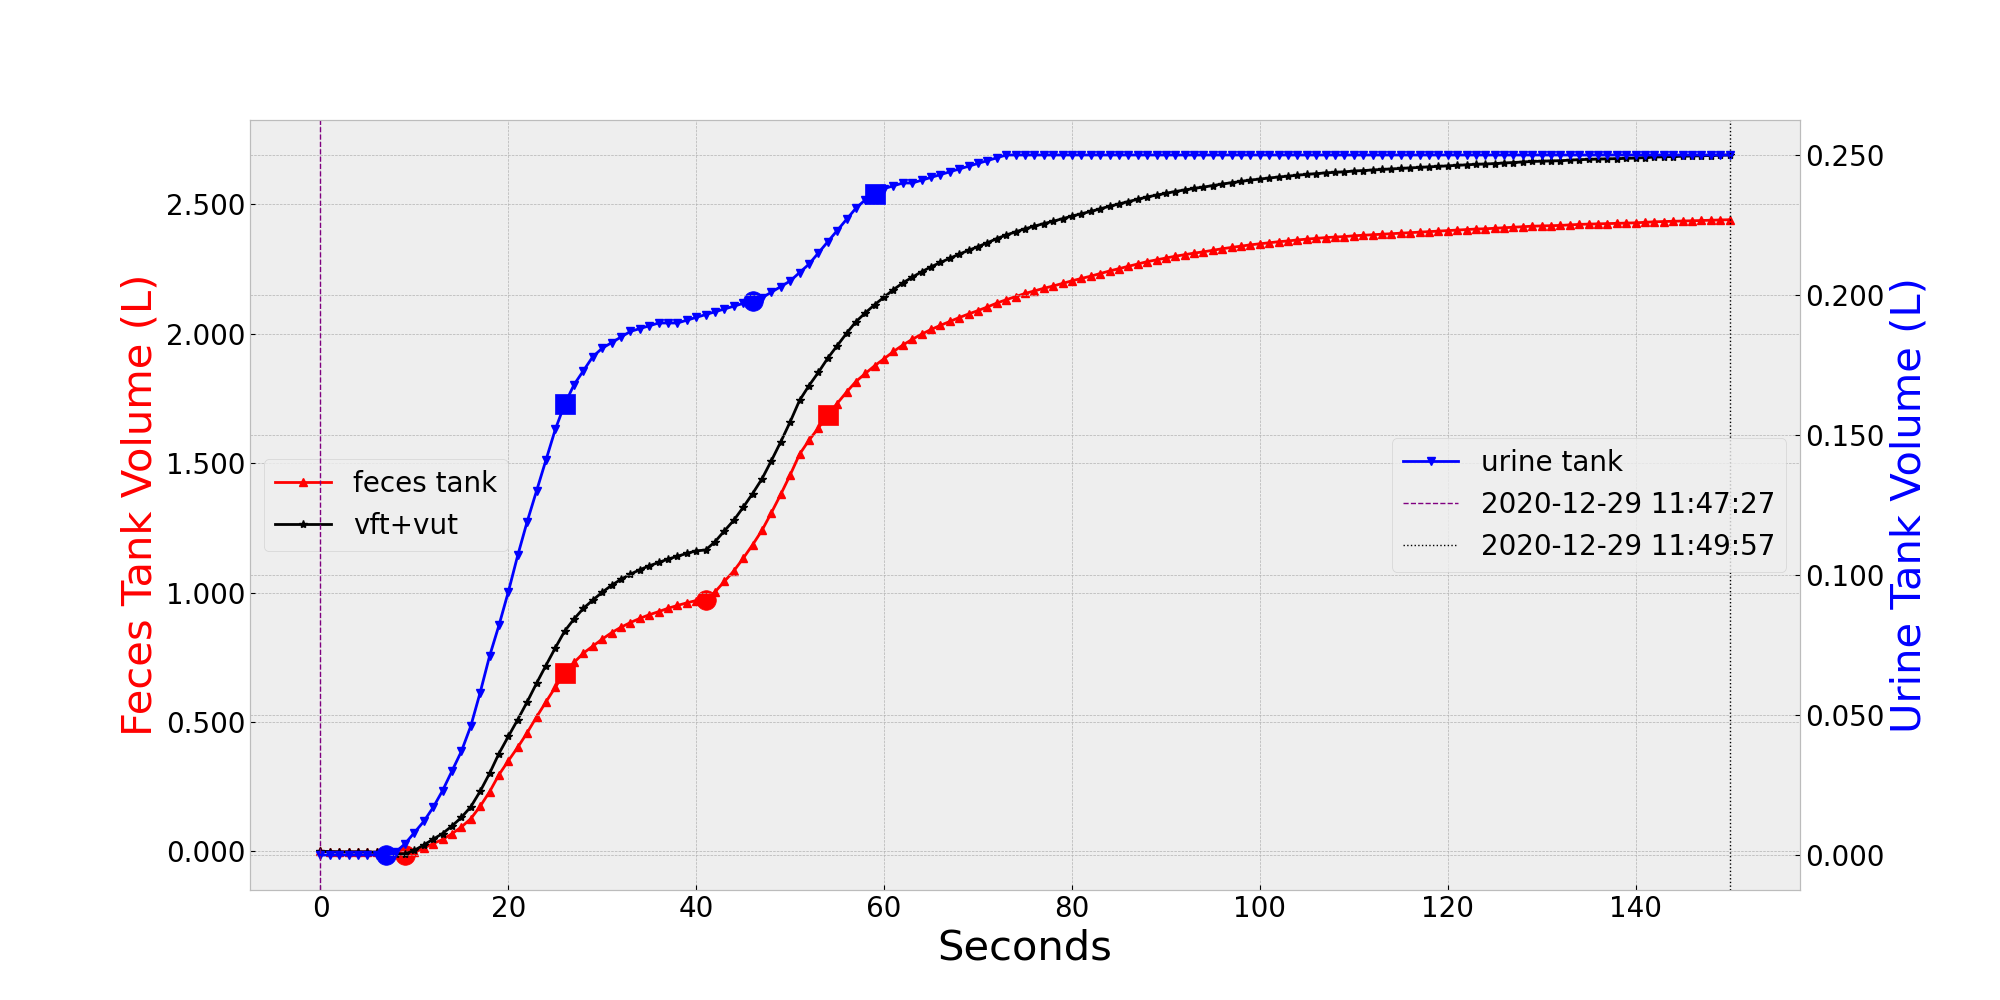 Feces Tank Volume (L)
2.500
2.000
1.500
1.000
0.500
0.000
feces tank
vft+vut
urine tank
2020-12-29 11:47:27
2020-12-29 11:49:57
0.250
0.200
0.150
0.100
0.050
0.000
Urine Tank Volume (L)
0 20 40 60 80 100 120 140
Seconds